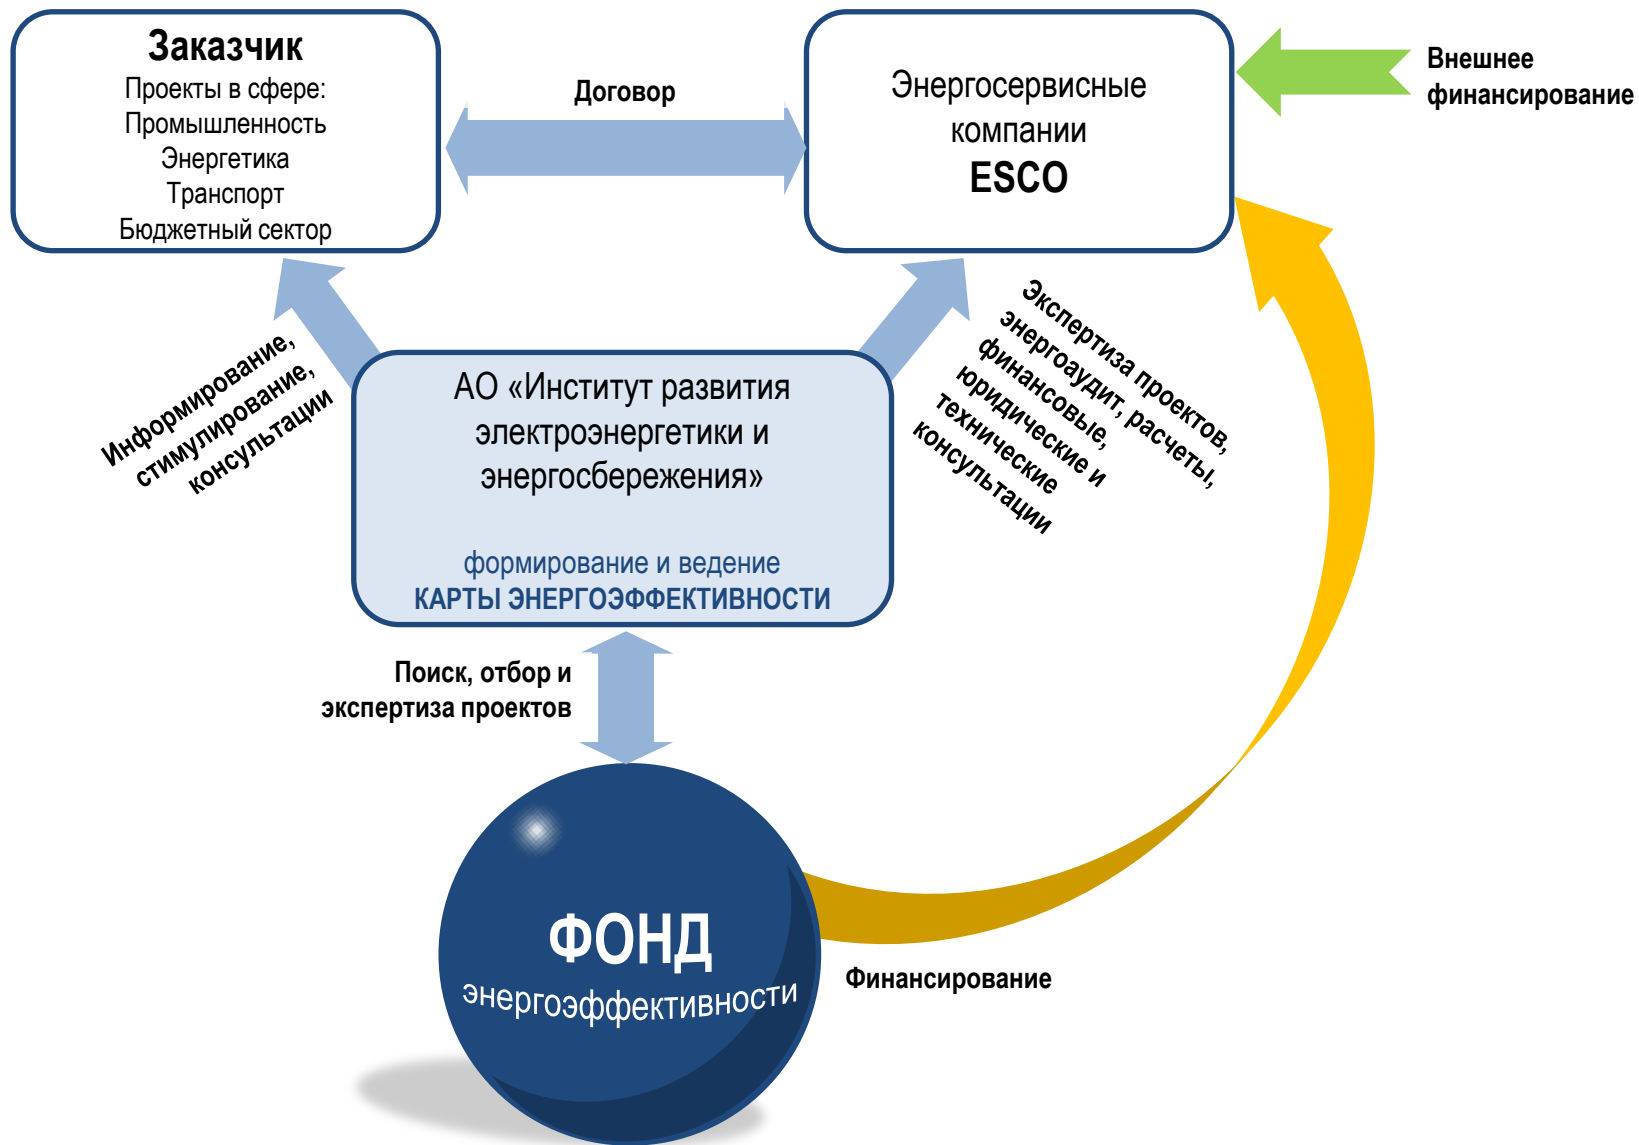 Заказчик
Проекты в сфере:
Промышленность
Энергетика
Транспорт
Бюджетный сектор
Договор
Энергосервисные
компании
ESCO
Внешнее
финансирование
Информирование,
стимулирование,
консультации
Экспертиза проектов,
энергоаудит, расчеты,
финансовые,
юридические и
технические
консультации
АО «Институт развития
электроэнергетики и
энергосбережения»
формирование и ведение
КАРТЫ ЭНЕРГОЭФФЕКТИВНОСТИ
Поиск, отбор и
экспертиза проектов
ФОНД
энергоэффективности
Финансирование